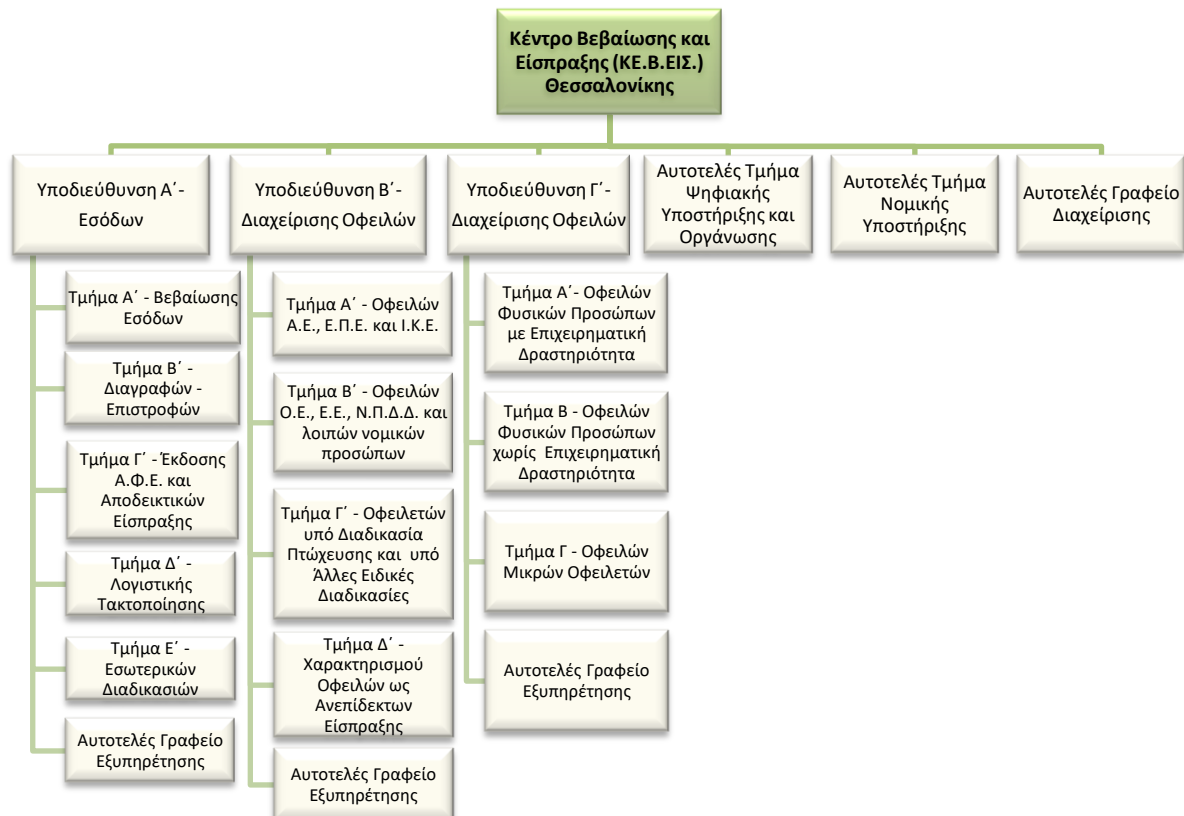 Κέντρο Βεβαίωσης και
Είσπραξης (ΚΕ.Β.ΕΙΣ.)
Θεσσαλονίκης
Υποδιεύθυνση Α΄-
Εσόδων
Τμήμα Α΄ - Βεβαίωσης
Εσόδων
Τμήμα Β΄ -
Διαγραφών -
Επιστροφών
Τμήμα Γ΄ - Έκδοσης
Α.Φ.Ε. και
Αποδεικτικών
Είσπραξης
Τμήμα Δ΄ -
Λογιστικής
Τακτοποίησης
Τμήμα Ε΄ -
Εσωτερικών
Διαδικασιών
Αυτοτελές Γραφείο
Εξυπηρέτησης
Υποδιεύθυνση Β΄-
Διαχείρισης Οφειλών
Τμήμα Α΄ - Οφειλών
Α.Ε., Ε.Π.Ε. και Ι.Κ.Ε.
Τμήμα Β΄ - Οφειλών
Ο.Ε., Ε.Ε., Ν.Π.Δ.Δ. και
λοιπών νομικών
προσώπων
Τμήμα Γ΄ - Οφειλετών
υπό Διαδικασία
Πτώχευσης και υπό
Άλλες Ειδικές
Διαδικασίες
Τμήμα Δ΄ -
Χαρακτηρισμού
Οφειλών ως
Ανεπίδεκτων
Είσπραξης
Αυτοτελές Γραφείο
Εξυπηρέτησης
Υποδιεύθυνση Γ΄-
Διαχείρισης Οφειλών
Τμήμα Α΄- Οφειλών
Φυσικών Προσώπων
με Επιχειρηματική
Δραστηριότητα
Τμήμα Β - Οφειλών
Φυσικών Προσώπων
χωρίς Επιχειρηματική
Δραστηριότητα
Τμήμα Γ - Οφειλών
Μικρών Οφειλετών
Αυτοτελές Γραφείο
Εξυπηρέτησης
Αυτοτελές Τμήμα
Ψηφιακής
Υποστήριξης και
Οργάνωσης
Αυτοτελές Τμήμα
Νομικής
Υποστήριξης
Αυτοτελές Γραφείο
Διαχείρισης